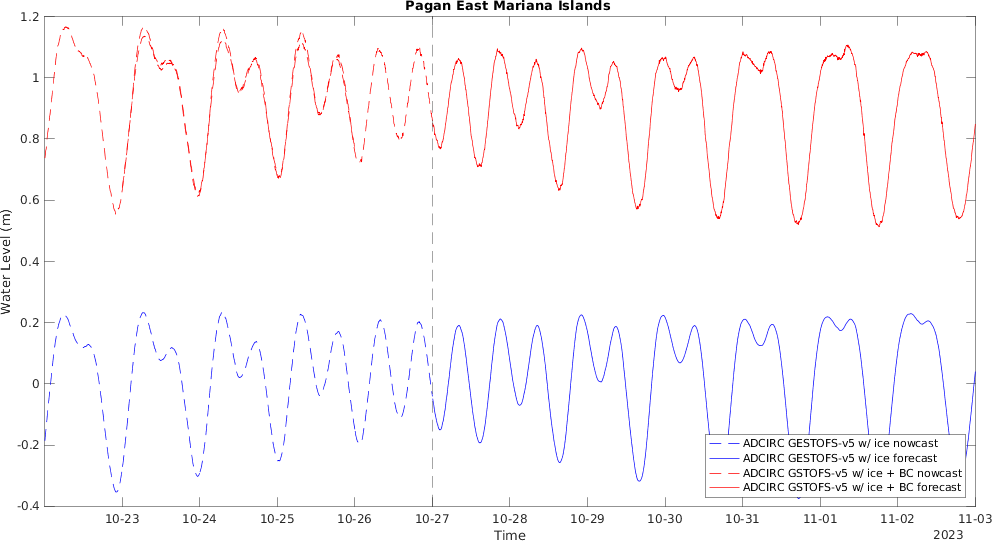 Pagan East Mariana Islands
1.2
1
0.8
0.6
0.4
0.2
0
-0.2
-0.4
Water Level (m)
ADCIRC GESTOFS-v5 w/ ice nowcast
ADCIRC GESTOFS-v5 w/ ice forecast
ADCIRC GSTOFS-v5 w/ ice + BC nowcast
ADCIRC GSTOFS-v5 w/ ice + BC forecast
10-23 10-24 10-25 10-26 10-27 10-28 10-29 10-30 10-31 11-01 11-02 11-03
Time
2023